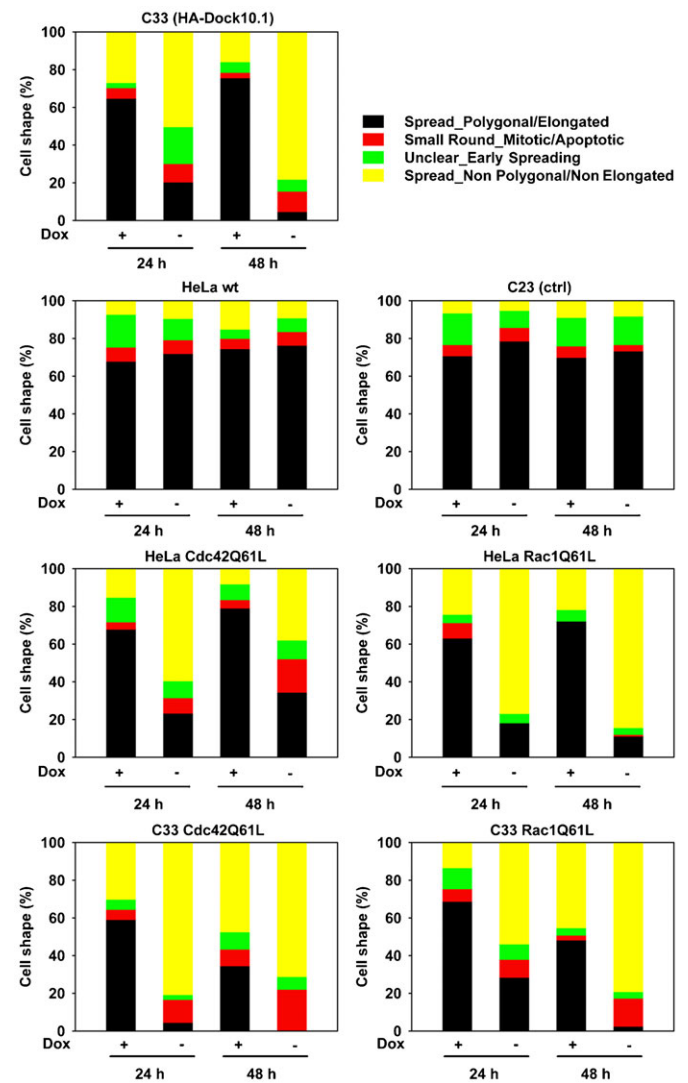 C33 (HA-Dock10.1)
Cell shape (%)
100
80
60
40
20
0
Dox + - + -
24 h 48 h
Spread_Polygonal/Elongated
Small Round_Mitotic/Apoptotic
Unclear_Early Spreading
Spread_Non Polygonal/Non Elongated
HeLa wt
Cell shape (%)
100
80
60
40
20
0
Dox + - + -
24 h 48 h
C23 (ctrl)
Cell shape (%)
100
80
60
40
20
0
Dox + - + -
24 h 48 h
HeLa Cdc42Q61L
Cell shape (%)
100
80
60
40
20
0
Dox + - + -
24 h 48 h
HeLa Rac1Q61L
Cell shape (%)
100
80
60
40
20
0
Dox + - + -
24 h 48 h
C33 Cdc42Q61L
Cell shape (%)
100
80
60
40
20
0
Dox + - + -
24 h 48 h
C33 Rac1Q61L
Cell shape (%)
100
80
60
40
20
0
Dox + - + -
24 h 48 h